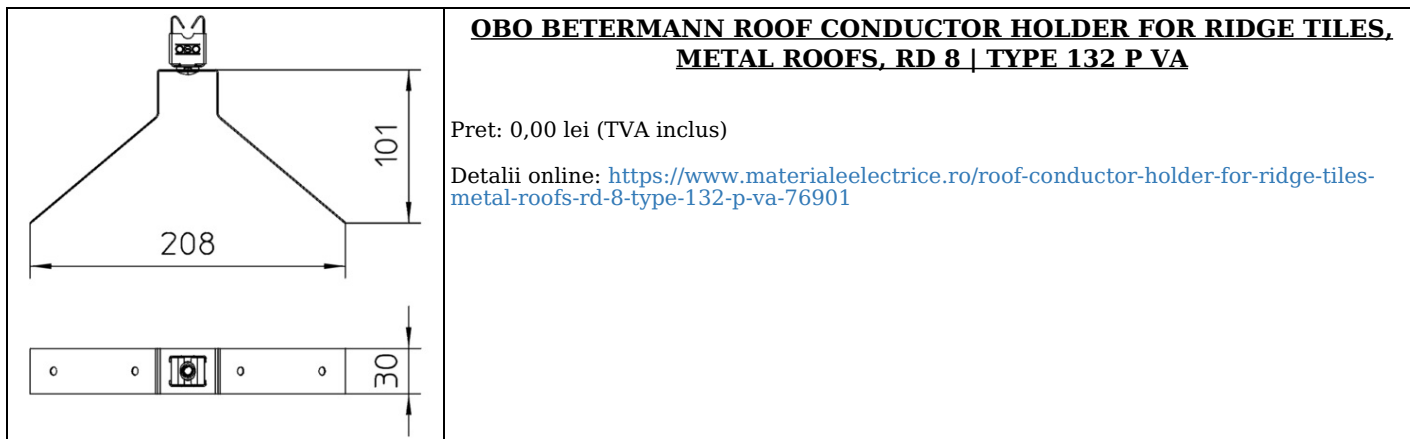 OBO
101
208
30
OBO BETERMANN ROOF CONDUCTOR HOLDER FOR RIDGE TILES,
METAL ROOFS, RD 8 | TYPE 132 P VA
Pret: 0,00 lei (TVA inclus)
Detalii online: https://www.materialeelectrice.ro/roof-conductor-holder-for-ridge-tiles-
metal-roofs-rd-8-type-132-p-va-76901